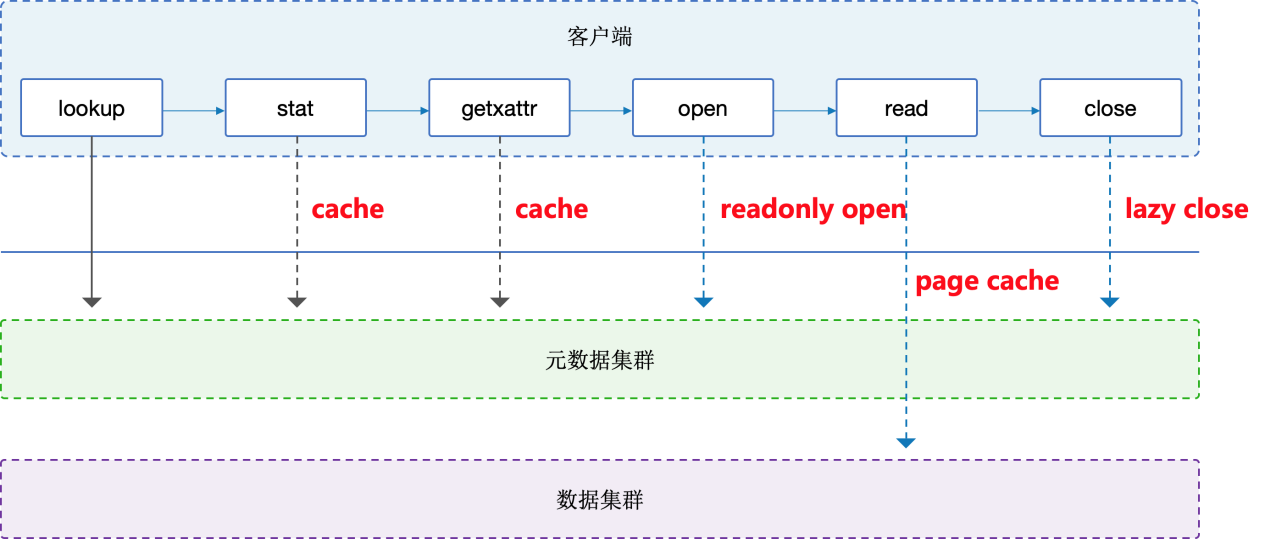 客户端
lookup
stat
getxattr
open
read
close
cache
cache
readonly open
lazy close
page cache
元数据集群
数据集群